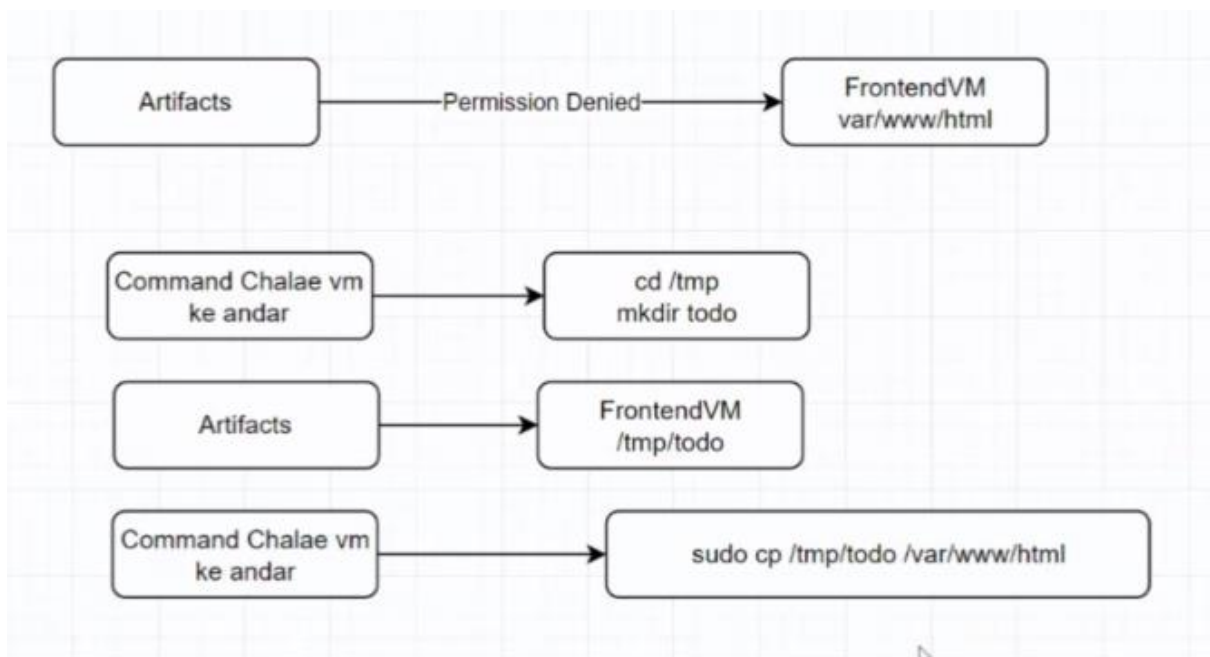 Artifacts
Permission Denied
FrontendVM
var/www/html
Command Chalae vm
ke andar
cd /tmp
mkdir todo
Artifacts
FrontendVM
/tmp/todo
Command Chalae vm
ke andar
sudo cp /tmp/todo /var/www/html